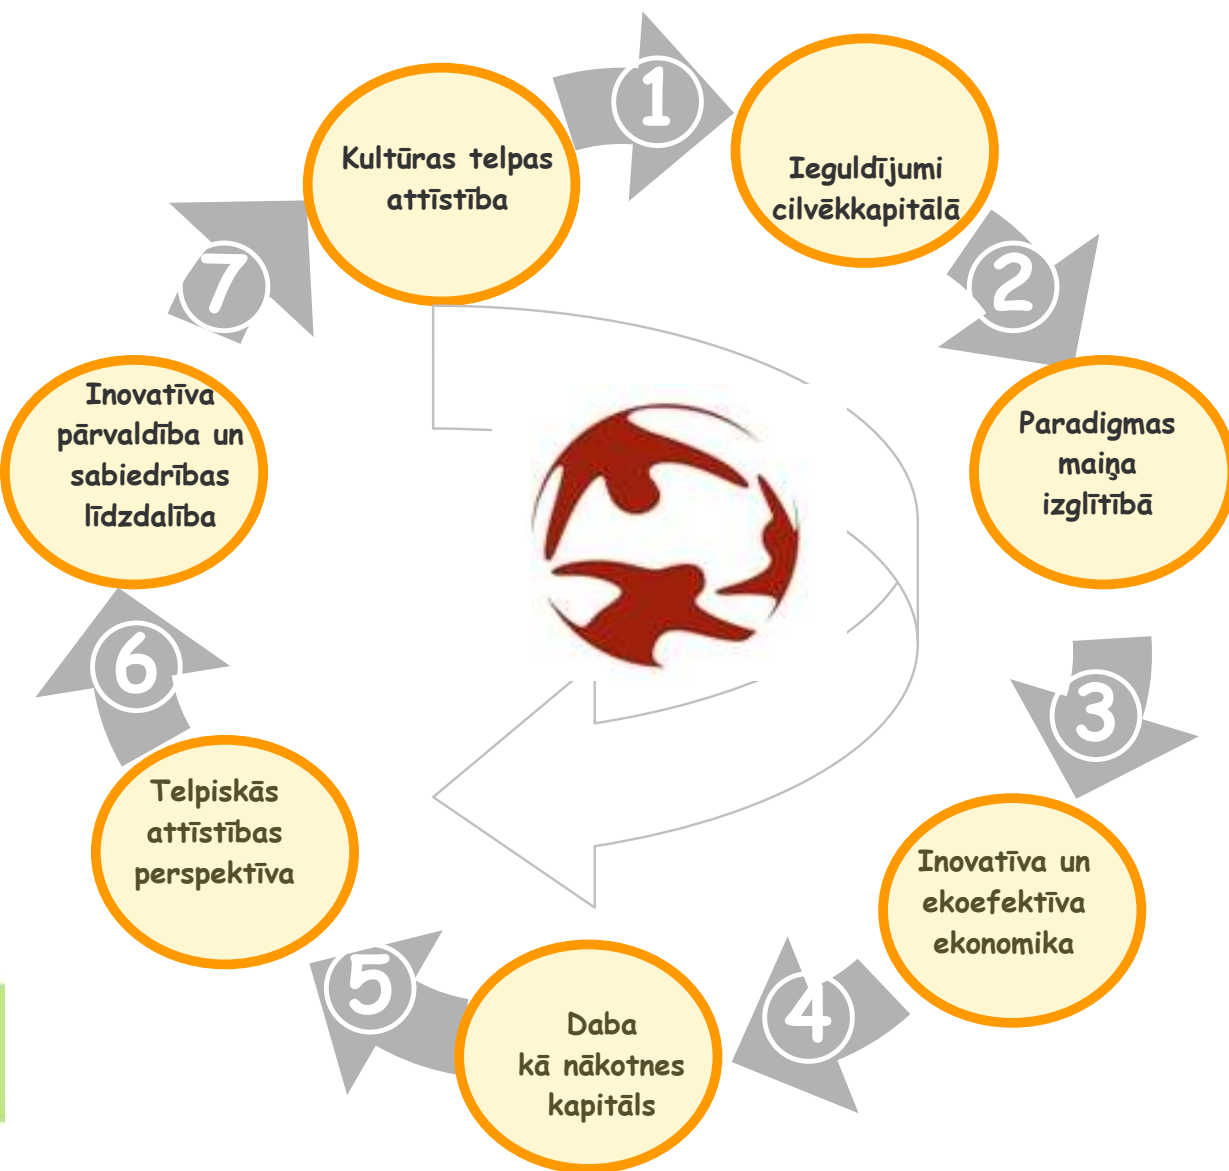 Kultūras telpas
attīstība
1
Ieguldījumi
cilvēkkapitālā
2
Paradigmas
maiņa
izglītībā
3
Inovatīva un
ekoefektīva
ekonomika
4
Daba
kā nākotnes
kapitāls
5
Telpiskās
attīstības
perspektīva
6
Inovatīva
pārvaldība un
sabiedrības
līdzdalība
7